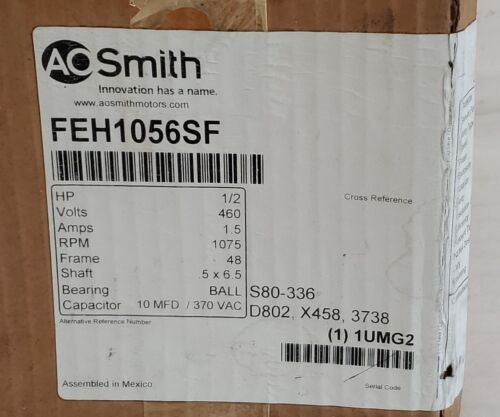 AO Smith
Innovation has a name.
www.aosmithmotors.com
FEH1056SF
HP 1/2
Volts 460
Amps 1.5
RPM 1075
Frame 48
Shaft .5 x 6.5
Bearing BALL
Capacitor 10 MFD / 370 VAC
Cross Reference
S80-336
D802, X458, 3738
Alternative Reference Number
(1) 1UMG2
Assembled in Mexico
Serial Code